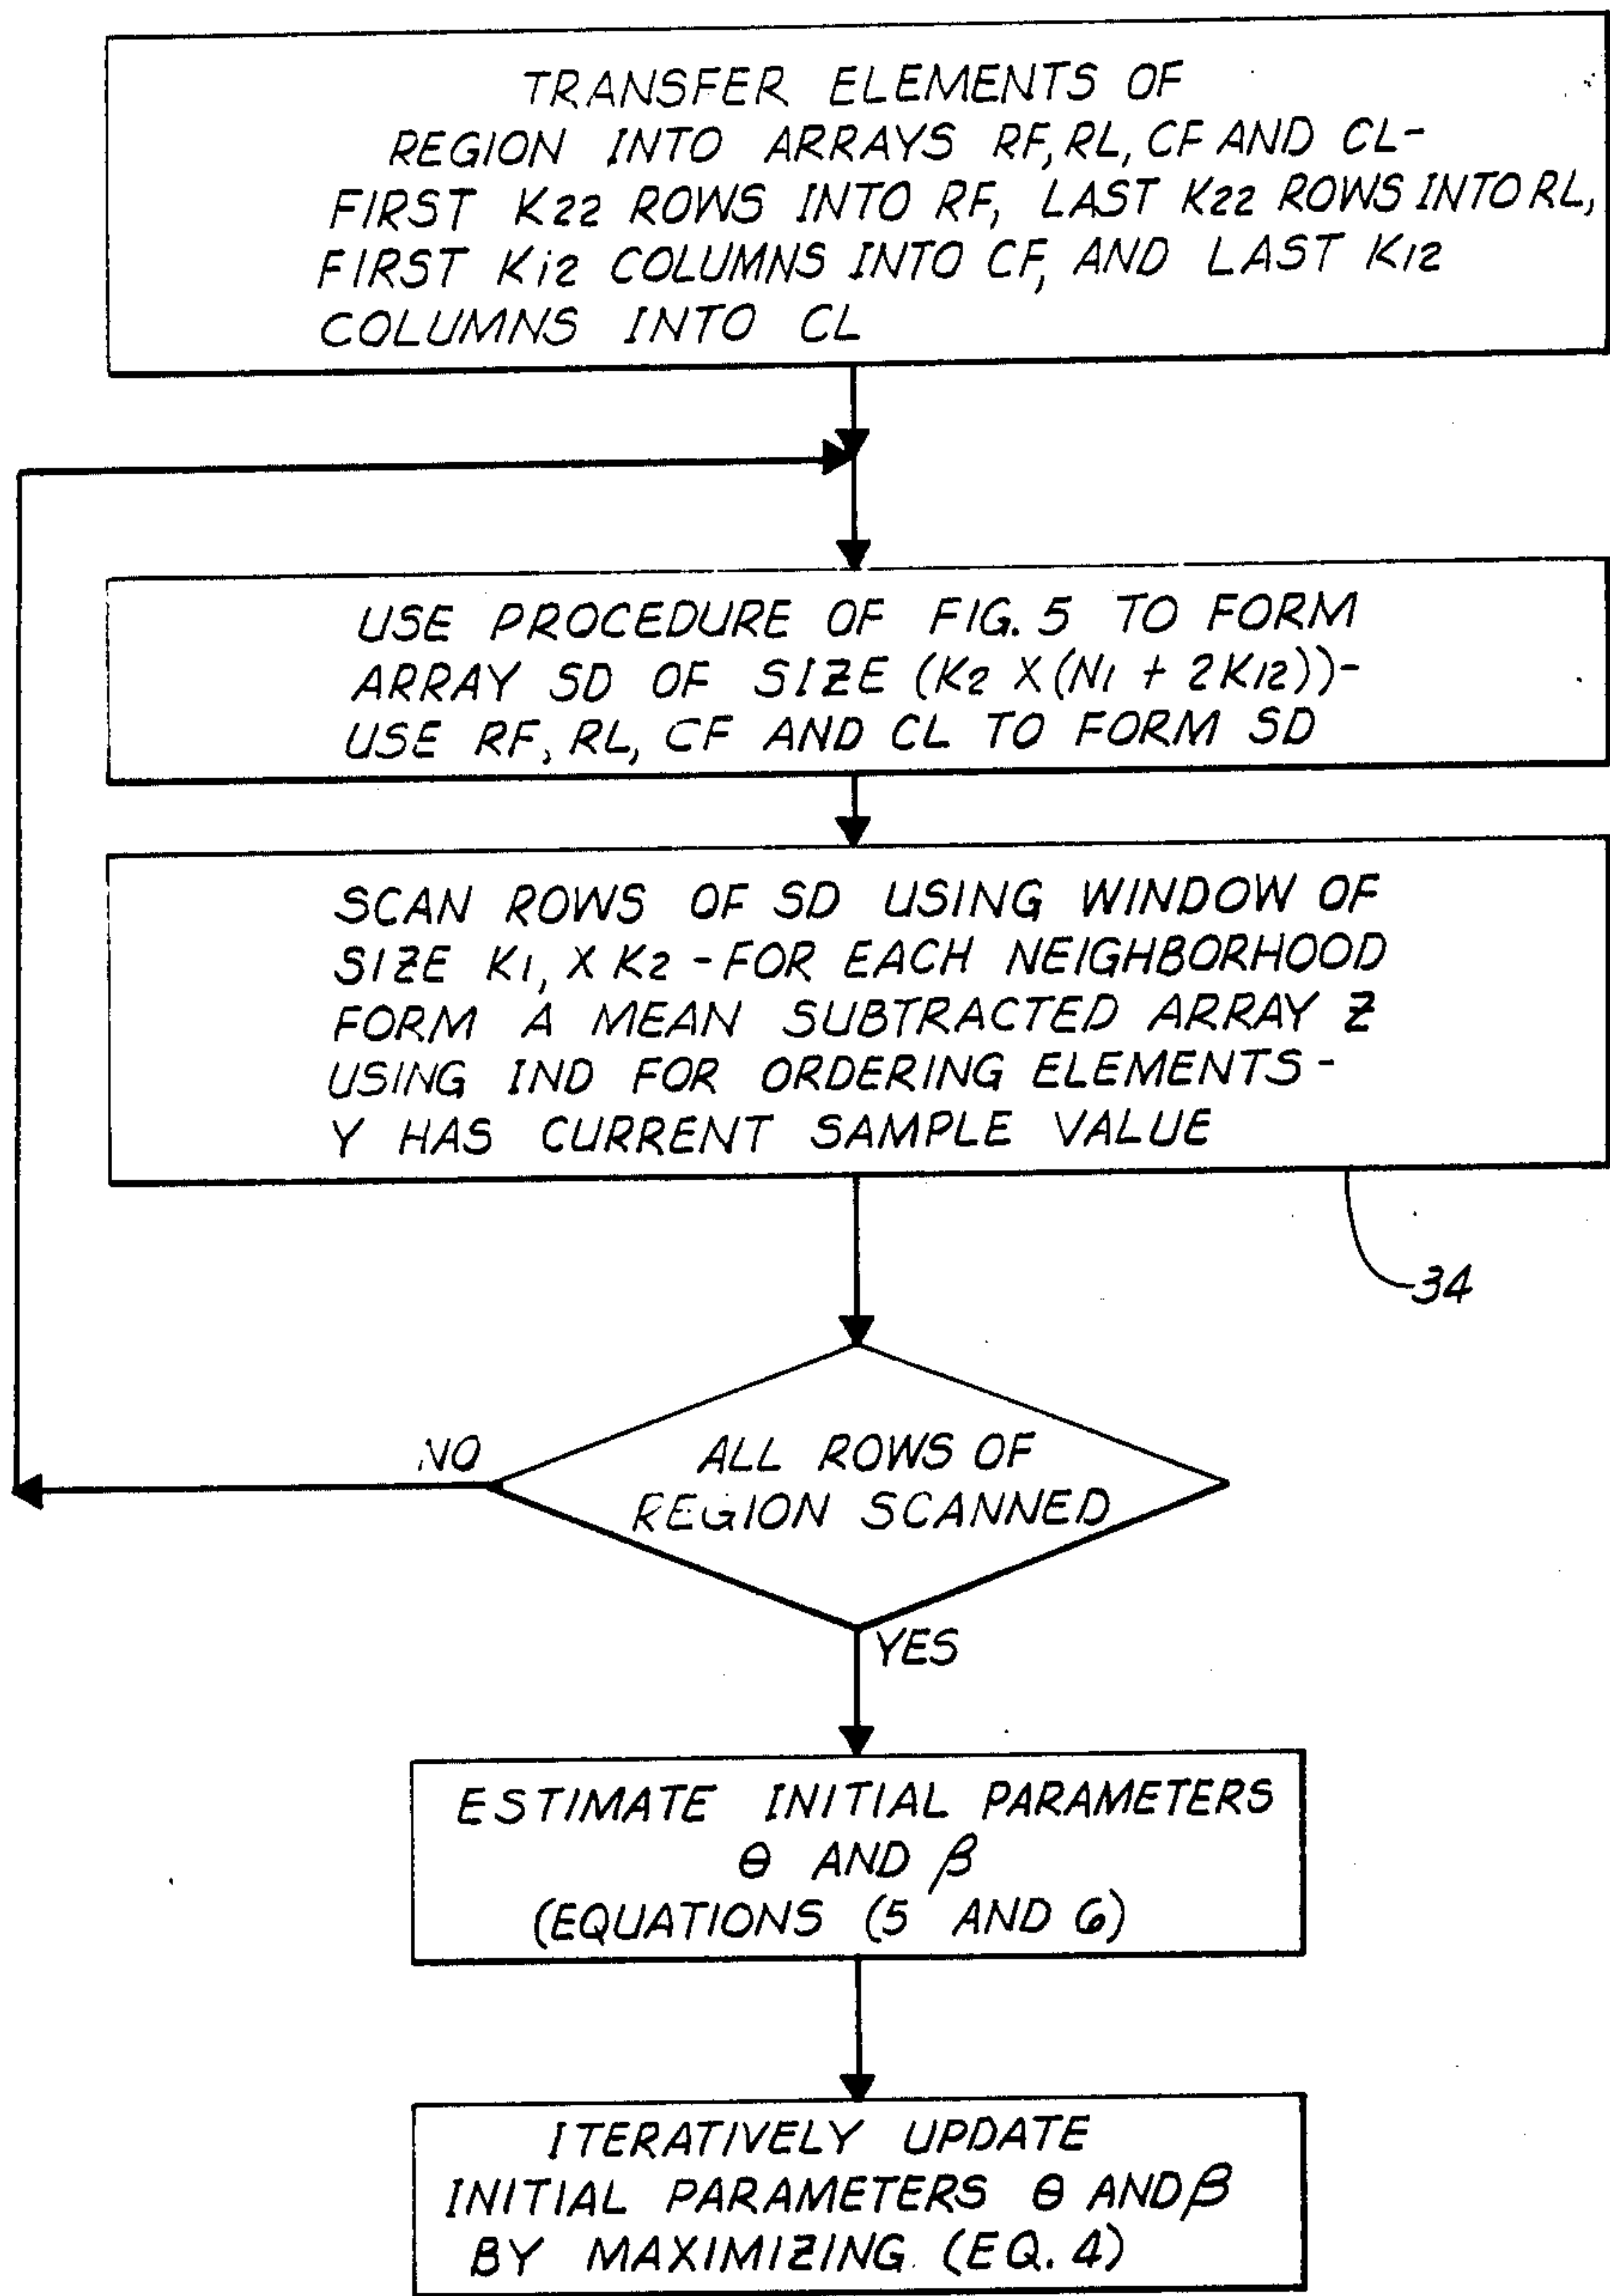 TRANSFER ELEMENTS OF
REGION INTO ARRAYS RF, RL, CF AND CL-
FIRST K22 ROWS INTO RF, LAST K22 ROWS INTO RL,
FIRST Ki2 COLUMNS INTO CF, AND LAST K12
COLUMNS INTO CL
USE PROCEDURE OF FIG. 5 TO FORM
ARRAY SD OF SIZE (K2 X (N1 + 2K12))-
USE RF, RL, CF AND CL TO FORM SD
SCAN ROWS OF SD USING WINDOW OF
SIZE K1, X K2 - FOR EACH NEIGHBORHOOD
FORM A MEAN SUBTRACTED ARRAY Z
USING IND FOR ORDERING ELEMENTS-
Y HAS CURRENT SAMPLE VALUE
34
NO
ALL ROWS OF
REGION SCANNED
YES
ESTIMATE INITIAL PARAMETERS
θ AND β
(EQUATIONS (5 AND 6)
ITERATIVELY UPDATE
INITIAL PARAMETERS θ AND β
BY MAXIMIZING (EQ. 4)